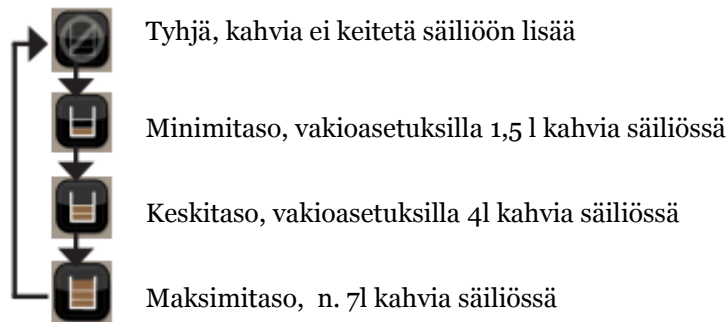 Tyhjä, kahvia ei keitetä säiliöön lisää
Minimitaso, vakioasetuksilla 1,5 l kahvia säiliössä
Keskitaso, vakioasetuksilla 4l kahvia säiliössä
Maksimitaso, n. 7l kahvia säiliössä